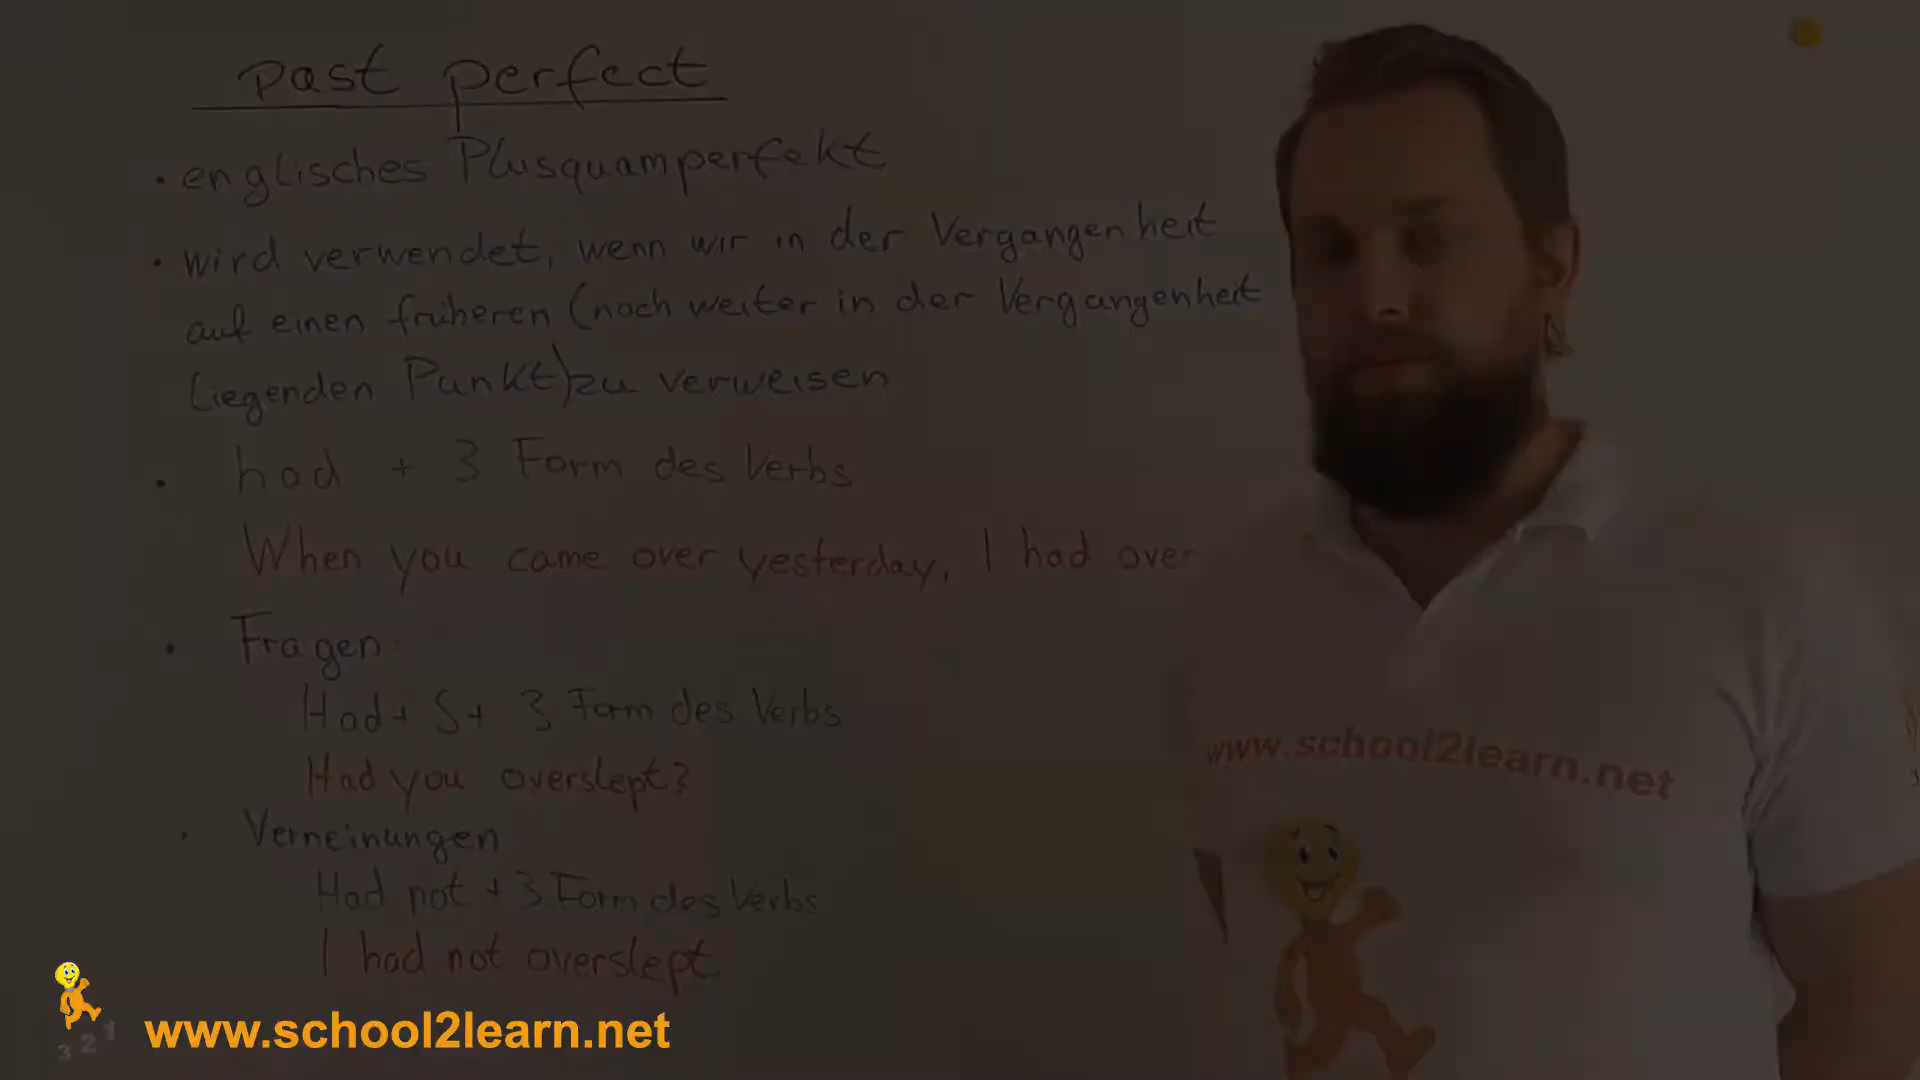 past perfect
• englisches Plusquamperfekt
• wird verwendet, wenn wir in der Vergangenheit
auf einen früheren (noch weiter in der Vergangenheit
liegenden Punkt) zu verweisen
• had + 3 Form des Verbs
When you came over yesterday, I had over
• Fragen
Had + S + 3 Form des Verbs
Had you overslept?
• Verneinungen
Had not + 3 Form des Verbs
I had not overslept
www.school2learn.net
3 2 1
www.school2learn.net